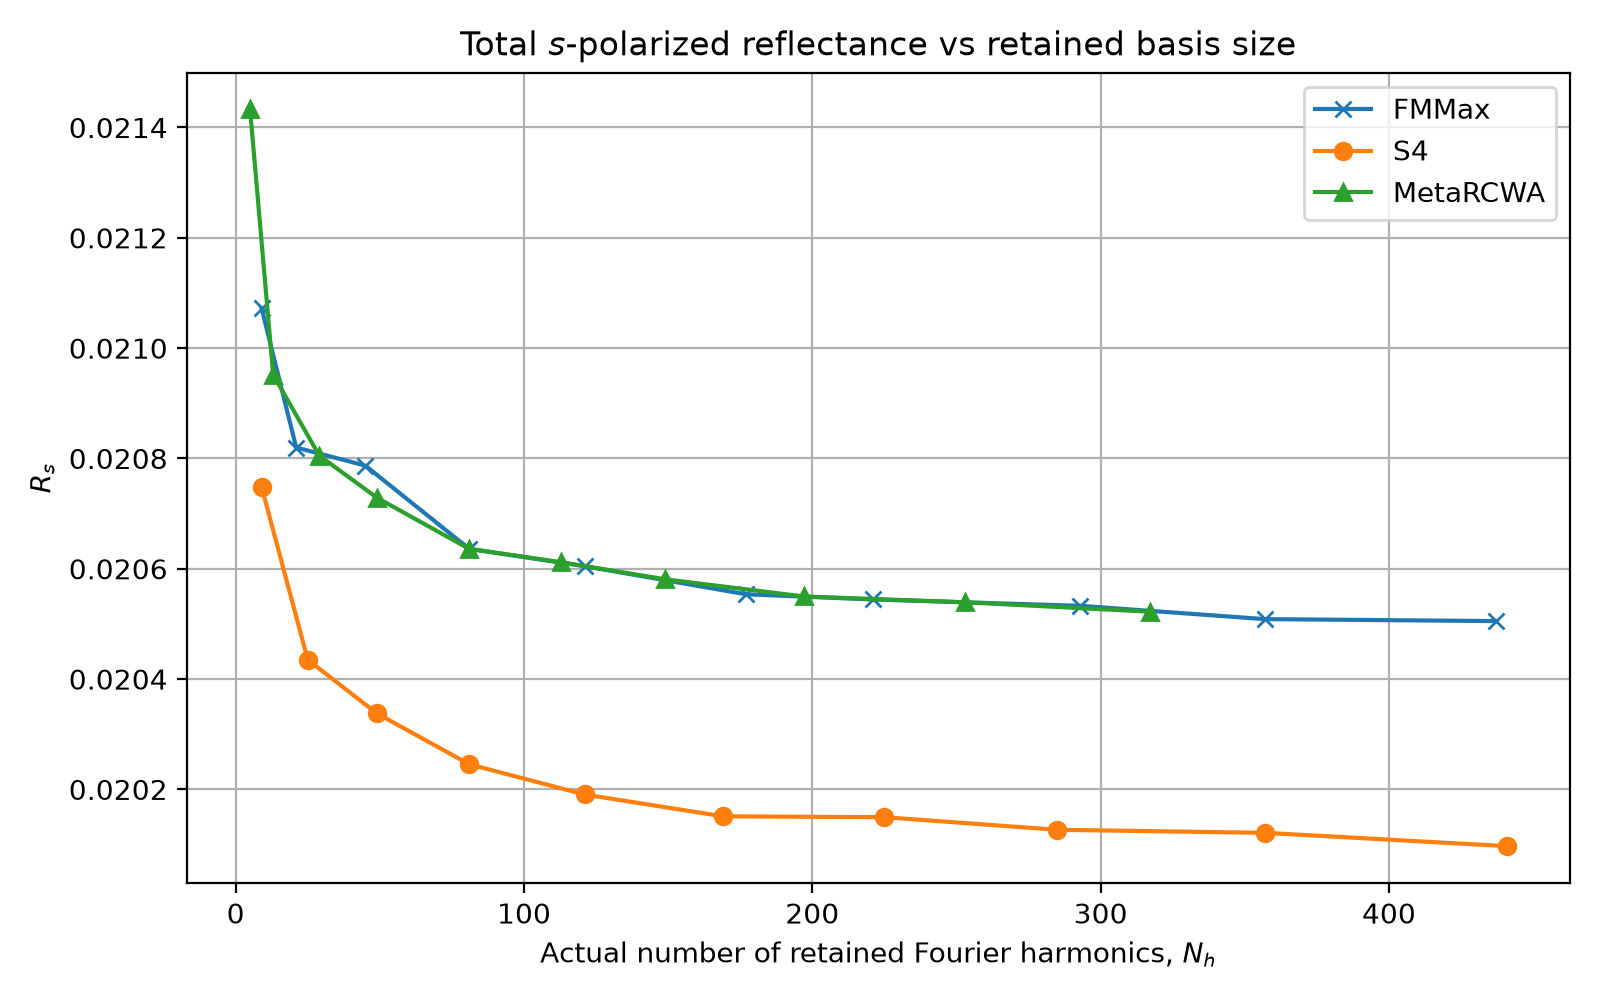 Total s-polarized reflectance vs retained basis size
FMMax
S4
MetaRCWA
0.0214
0.0212
0.0210
0.0208
0.0206
0.0204
0.0202
R_s
0 100 200 300 400
Actual number of retained Fourier harmonics, N_h